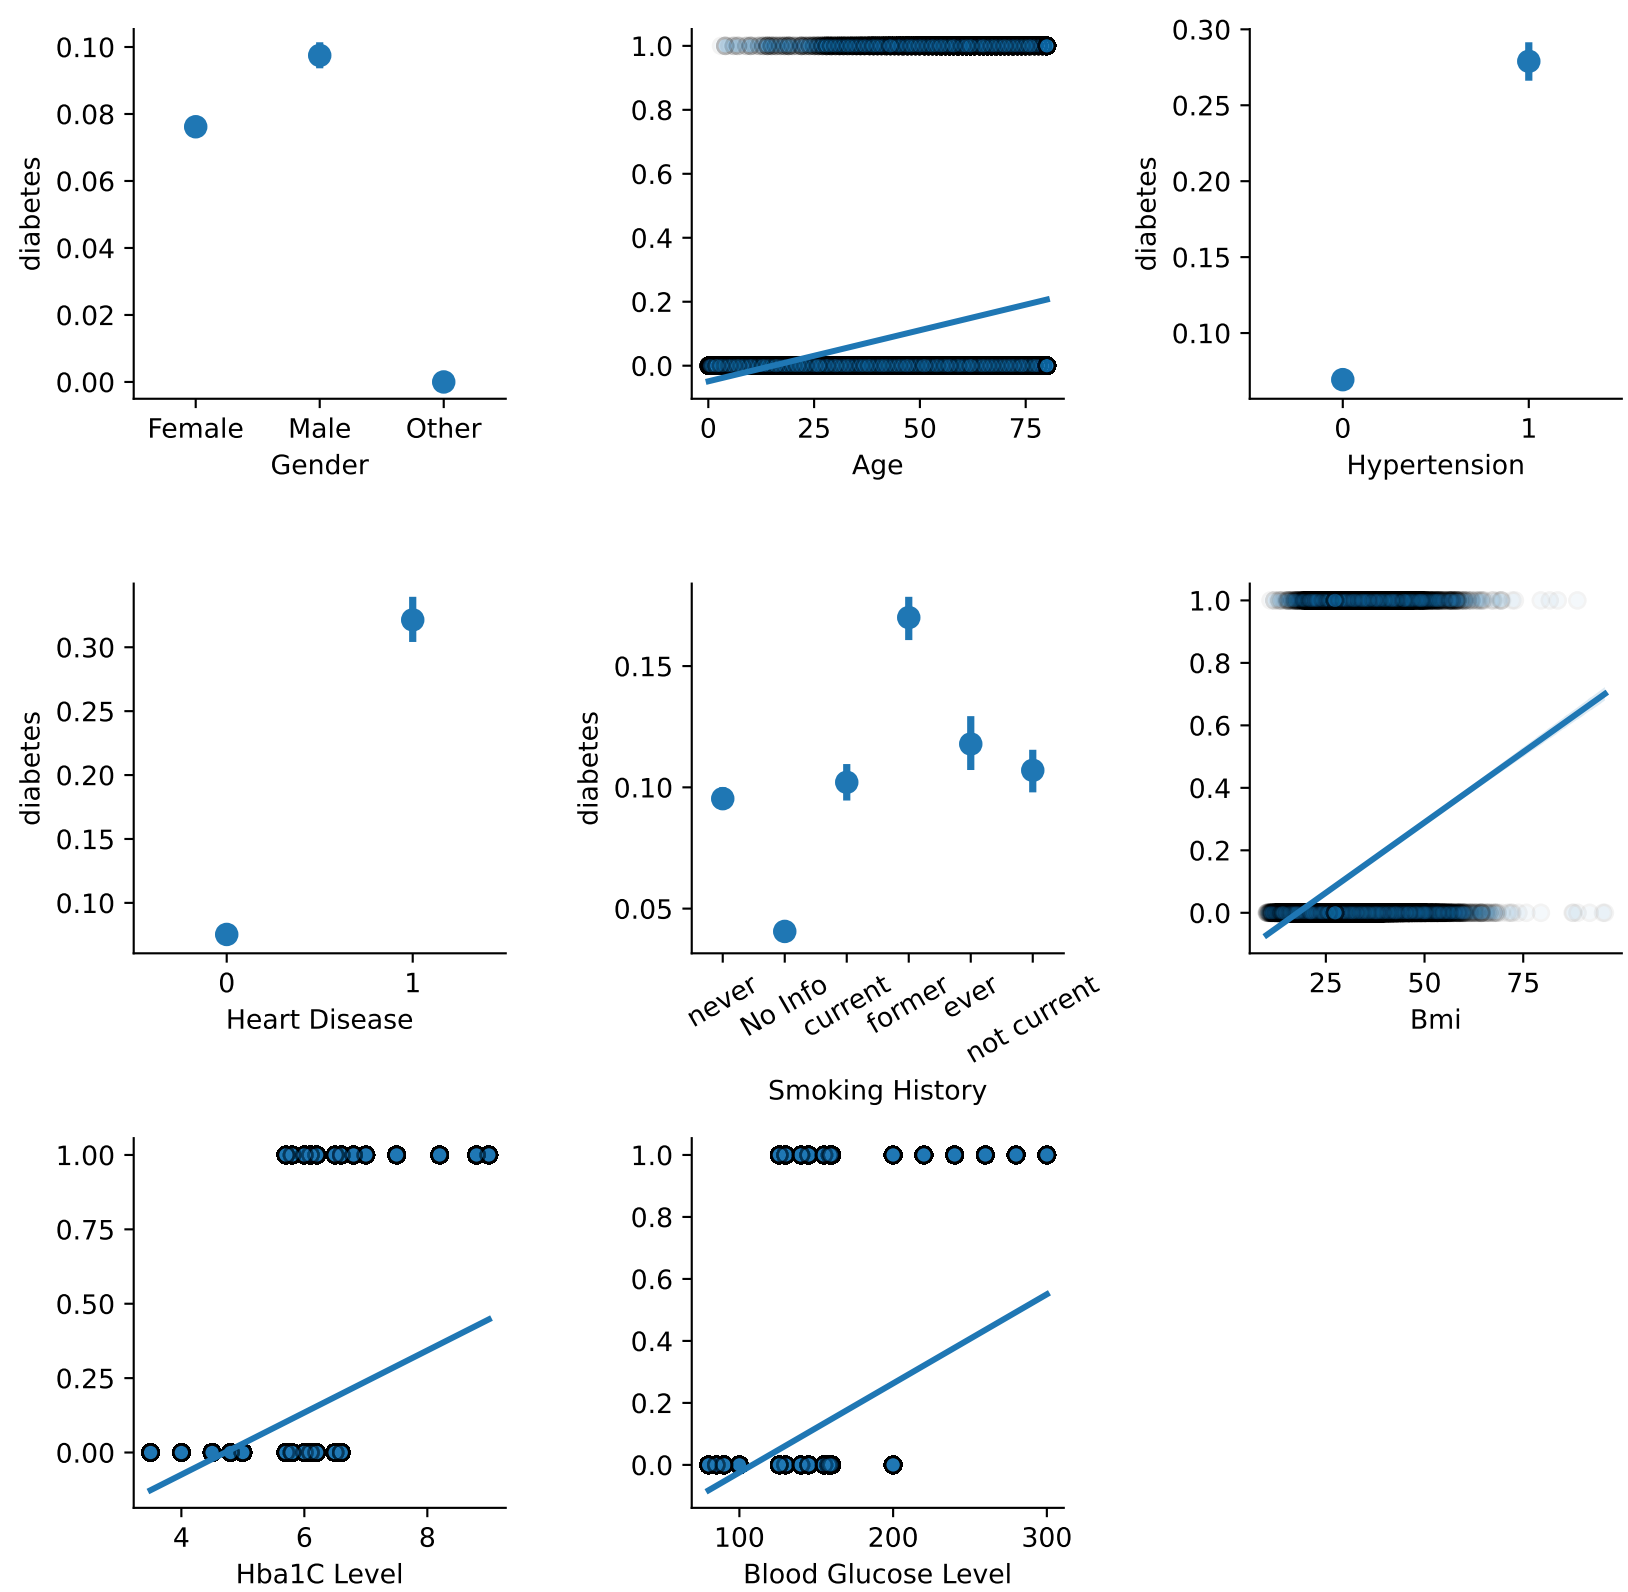 diabetes
0.10
0.08
0.06
0.04
0.02
0.00
Female Male Other
Gender
1.0
0.8
0.6
0.4
0.2
0.0
0 25 50 75
Age
diabetes
0.30
0.25
0.20
0.15
0.10
0 1
Hypertension
diabetes
0.30
0.25
0.20
0.15
0.10
0 1
Heart Disease
diabetes
0.15
0.10
0.05
never No Info current former ever not current
Smoking History
1.0
0.8
0.6
0.4
0.2
0.0
25 50 75
Bmi
1.00
0.75
0.50
0.25
0.00
4 6 8
Hba1C Level
1.0
0.8
0.6
0.4
0.2
0.0
100 200 300
Blood Glucose Level